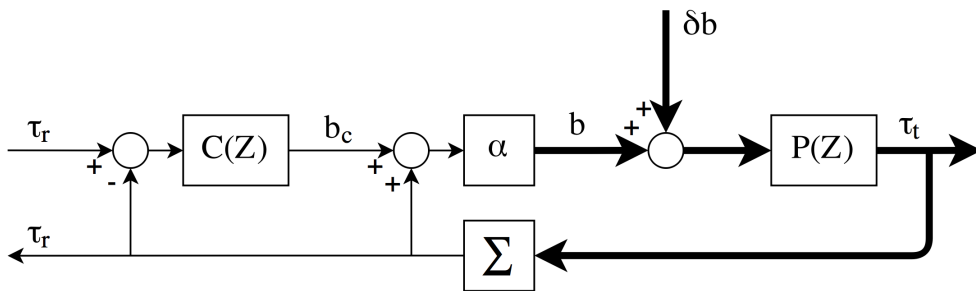 δb
+
+
τr
+
-
C(Z)
bc
+
+
α
b
P(Z)
τt
τr
Σ